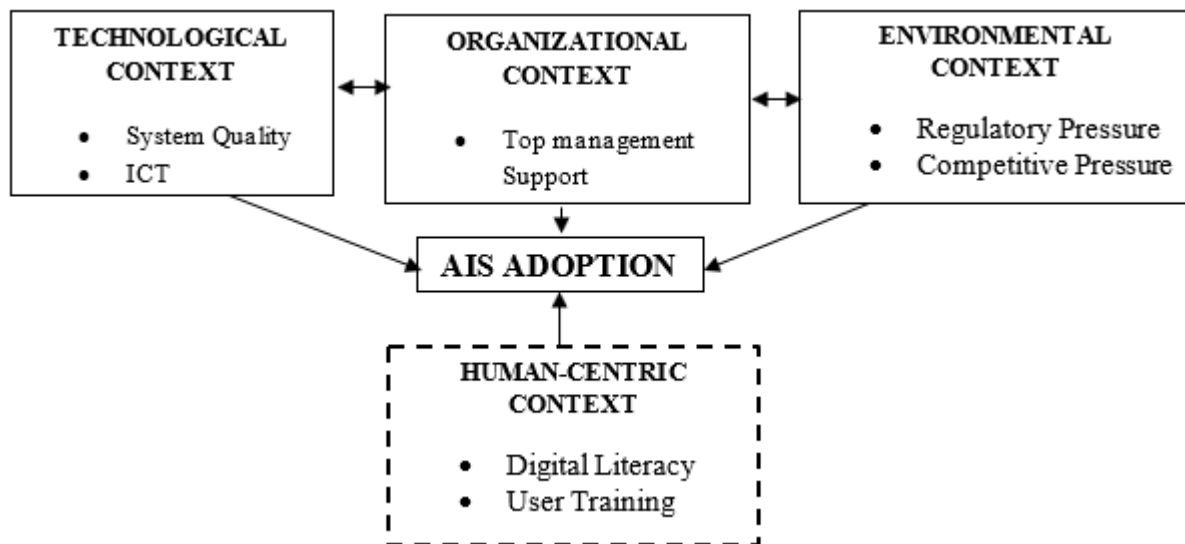 TECHNOLOGICAL
CONTEXT
• System Quality
• ICT
ORGANIZATIONAL
CONTEXT
• Top management
Support
ENVIRONMENTAL
CONTEXT
• Regulatory Pressure
• Competitive Pressure
AIS ADOPTION
HUMAN-CENTRIC
CONTEXT
• Digital Literacy
• User Training